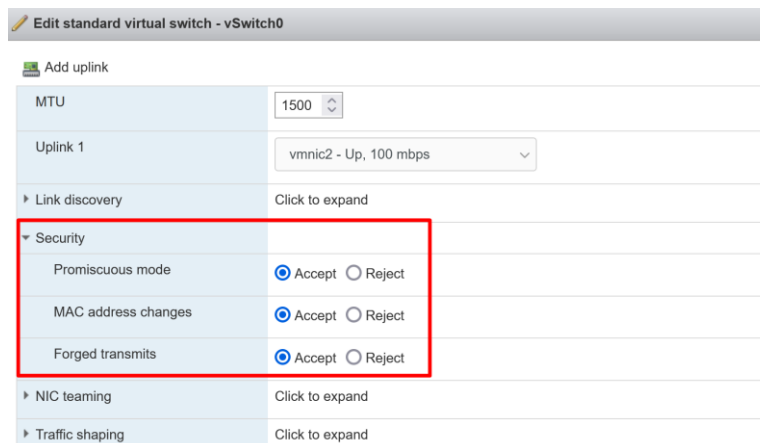 Edit standard virtual switch - vSwitch0
Add uplink
MTU 1500
Uplink 1 vmnic2 - Up, 100 mbps
Link discovery Click to expand
Security
Promiscuous mode Accept Reject
MAC address changes Accept Reject
Forged transmits Accept Reject
NIC teaming Click to expand
Traffic shaping Click to expand